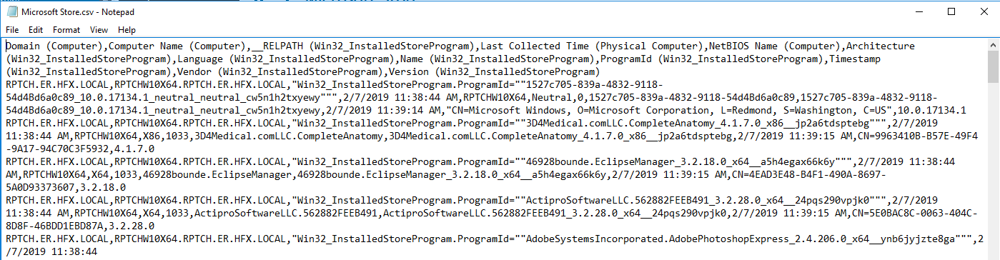 Microsoft Store.csv - Notepad
File Edit Format View Help
Domain (Computer),Computer Name (Computer),__RELPATH (Win32_InstalledStoreProgram),Last Collected Time (Physical Computer),NetBIOS Name (Computer),Architecture
(Win32_InstalledStoreProgram),Language (Win32_InstalledStoreProgram),Name (Win32_InstalledStoreProgram),ProgramId (Win32_InstalledStoreProgram),Timestamp
(Win32_InstalledStoreProgram),Vendor (Win32_InstalledStoreProgram),Version (Win32_InstalledStoreProgram)
RPTCH.ER.HFX.LOCAL,RPTCHW10X64.RPTCH.ER.HFX.LOCAL,"Win32_InstalledStoreProgram.ProgramId=""1527c705-839a-4832-9118-
54d4Bd6a0c89_10.0.17134.1_neutral_neutral_cw5n1h2txyewy""",2/7/2019 11:38:44 AM,RPTCHW10X64,Neutral,0,1527c705-839a-4832-9118-54d4Bd6a0c89,1527c705-839a-4832-9118-
54d4Bd6a0c89_10.0.17134.1_neutral_neutral_cw5n1h2txyewy,2/7/2019 11:39:14 AM,"CN=Microsoft Windows, O=Microsoft Corporation, L=Redmond, S=Washington, C=US",10.0.17134.1
RPTCH.ER.HFX.LOCAL,RPTCHW10X64.RPTCH.ER.HFX.LOCAL,"Win32_InstalledStoreProgram.ProgramId=""3D4Medical.comLLC.CompleteAnatomy_4.1.7.0_x86__jp2a6tdsptebg""",2/7/2019
11:38:44 AM,RPTCHW10X64,X86,1033,3D4Medical.comLLC.CompleteAnatomy,3D4Medical.comLLC.CompleteAnatomy_4.1.7.0_x86__jp2a6tdsptebg,2/7/2019 11:39:15 AM,CN=9963410B-B57E-49F4
-9A17-94C70C3F5932,4.1.7.0
RPTCH.ER.HFX.LOCAL,RPTCHW10X64.RPTCH.ER.HFX.LOCAL,"Win32_InstalledStoreProgram.ProgramId=""46928bounde.EclipseManager_3.2.18.0_x64__a5h4egax66k6y""",2/7/2019 11:38:44
AM,RPTCHW10X64,X64,1033,46928bounde.EclipseManager,46928bounde.EclipseManager_3.2.18.0_x64__a5h4egax66k6y,2/7/2019 11:39:15 AM,CN=4EAD3E48-B4F1-490A-8697-
5A0D93373607,3.2.18.0
RPTCH.ER.HFX.LOCAL,RPTCHW10X64.RPTCH.ER.HFX.LOCAL,"Win32_InstalledStoreProgram.ProgramId=""ActiproSoftwareLLC.562882FEEB491_3.2.28.0_x64__24pqs290vpjk0""",2/7/2019
11:38:44 AM,RPTCHW10X64,X64,1033,ActiproSoftwareLLC.562882FEEB491,ActiproSoftwareLLC.562882FEEB491_3.2.28.0_x64__24pqs290vpjk0,2/7/2019 11:39:15 AM,CN=5E0BAC8C-0063-404C-
8D8F-46BDD1EBD87A,3.2.28.0
RPTCH.ER.HFX.LOCAL,RPTCHW10X64.RPTCH.ER.HFX.LOCAL,"Win32_InstalledStoreProgram.ProgramId=""AdobeSystemsIncorporated.AdobePhotoshopExpress_2.4.206.0_x64__ynb6jyjzte8ga""",2
/7/2019 11:38:44